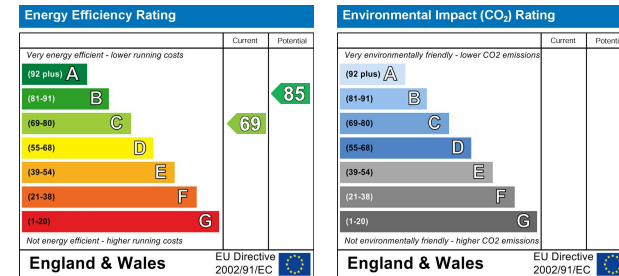 Energy Efficiency Rating
Current Potential
Very energy efficient - lower running costs
(92 plus) A
(81-91) B
85
(69-80) C
69
(55-68) D
(39-54) E
(21-38) F
(1-20) G
Not energy efficient - higher running costs
England & Wales
EU Directive
2002/91/EC
Environmental Impact (CO₂) Rating
Current Potenti
Very environmentally friendly - lower CO2 emissions
(92 plus) A
(81-91) B
(69-80) C
(55-68) D
(39-54) E
(21-38) F
(1-20) G
Not environmentally friendly - higher CO2 emissions
England & Wales
EU Directive
2002/91/EC